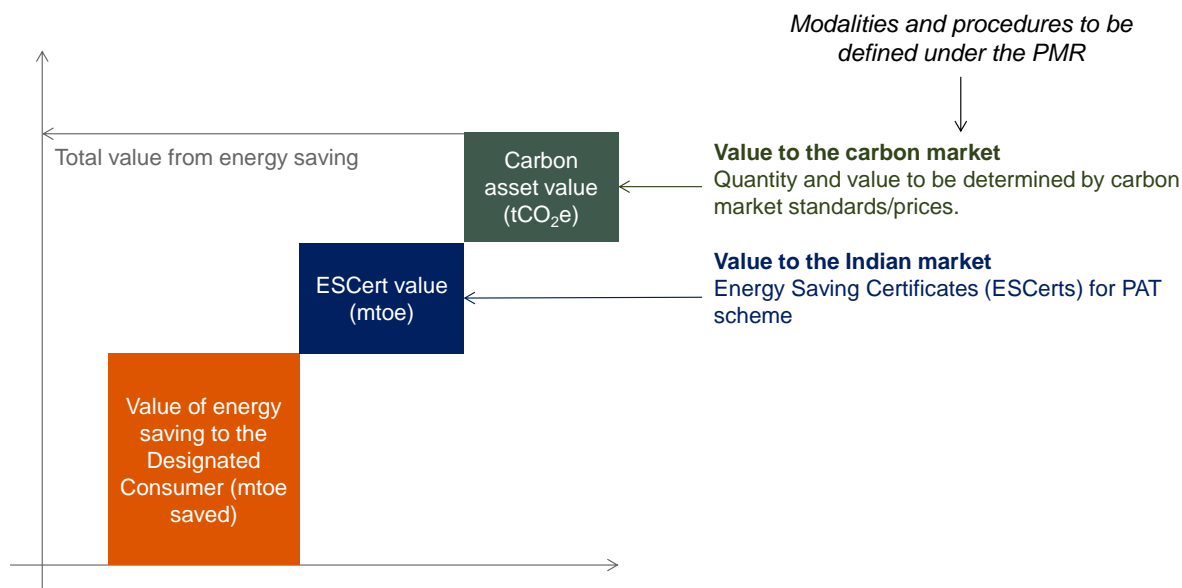 Modalities and procedures to be
defined under the PMR
Total value from energy saving
Carbon
asset value
(tCO₂e)
Value to the carbon market
Quantity and value to be determined by carbon
market standards/prices.
ESCert value
(mtoe)
Value to the Indian market
Energy Saving Certificates (ESCerts) for PAT
scheme
Value of energy
saving to the
Designated
Consumer (mtoe
saved)